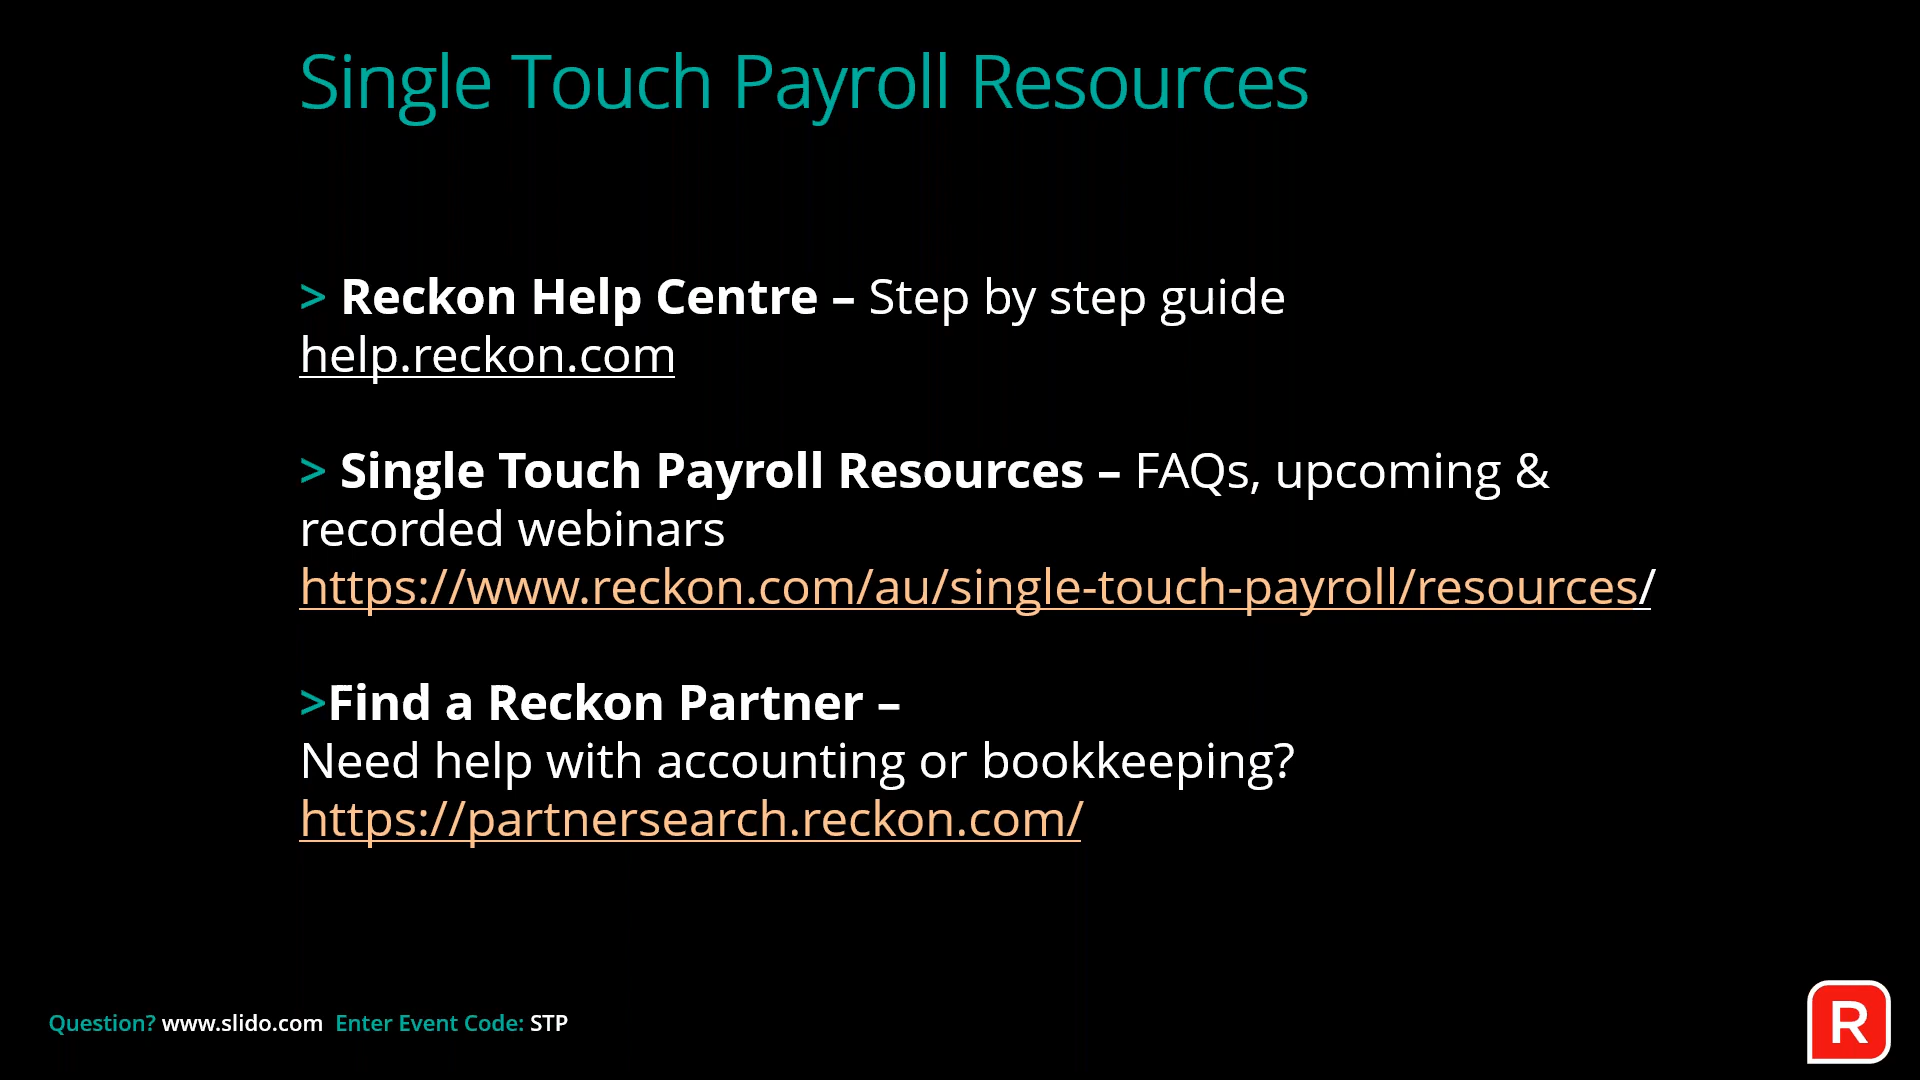 Single Touch Payroll Resources
> Reckon Help Centre – Step by step guide
help.reckon.com
> Single Touch Payroll Resources – FAQs, upcoming &
recorded webinars
https://www.reckon.com/au/single-touch-payroll/resources/
>Find a Reckon Partner –
Need help with accounting or bookkeeping?
https://partnersearch.reckon.com/
Question? www.slido.com Enter Event Code: STP
R